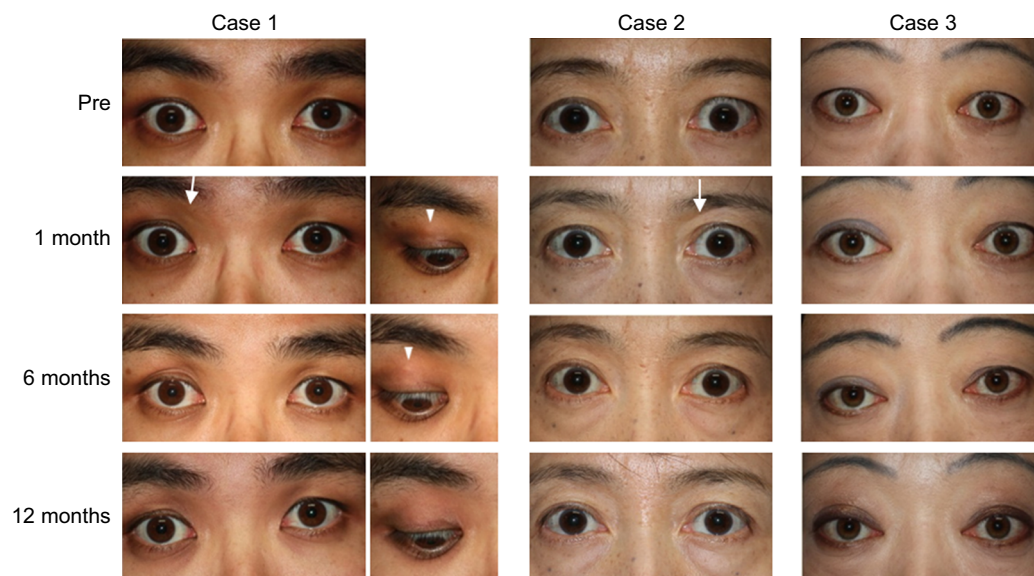 Case 1
Case 2
Case 3
Pre
1 month
6 months
12 months